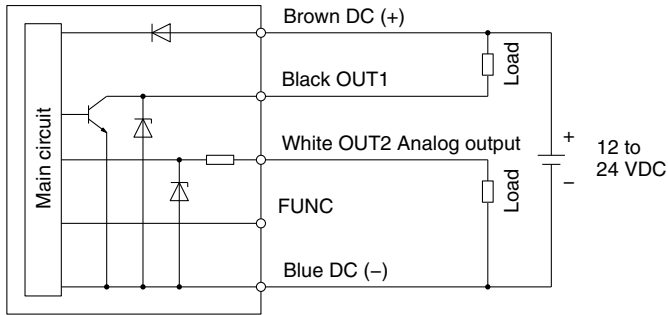 Brown DC (+)
Load
Black OUT1
Main circuit
White OUT2 Analog output
+
12 to
24 VDC
−
Load
FUNC
Blue DC (−)